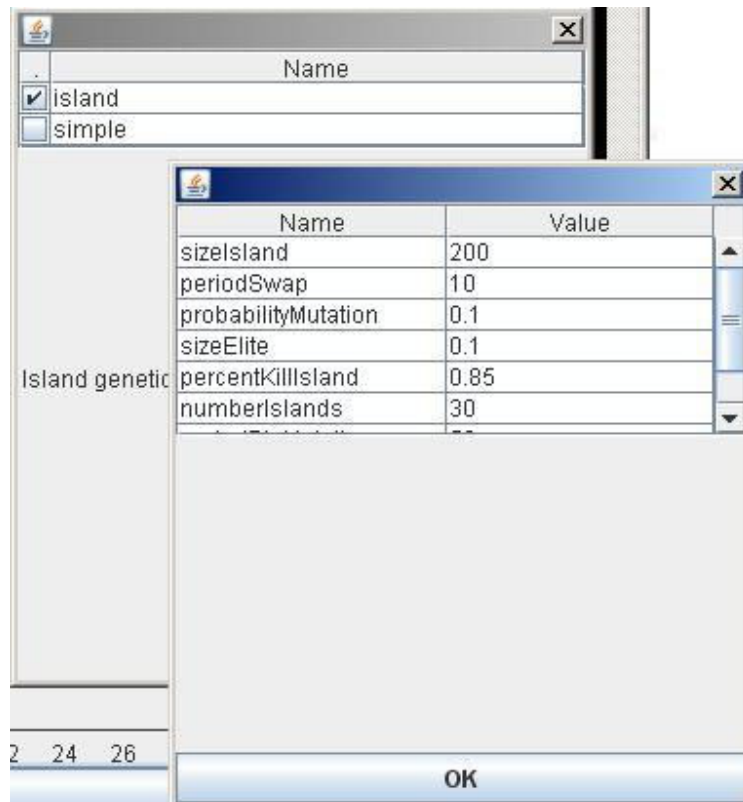 . Name
island
simple
Name Value
sizeIsland 200
periodSwap 10
probabilityMutation 0.1
sizeElite 0.1
Island genetic
percentKillIsland 0.85
numberIslands 30
24 26
OK